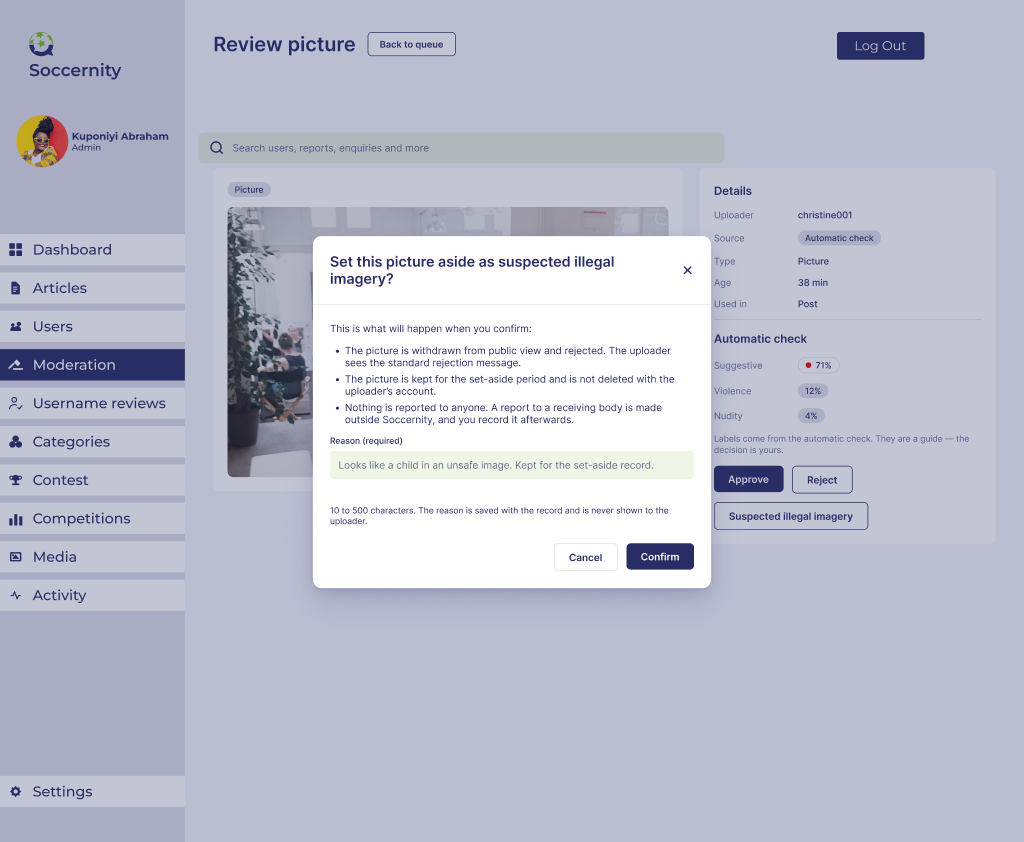 Soccernity
Kuponiyi Abraham
Admin
Dashboard
Articles
Users
Moderation
Username reviews
Categories
Contest
Competitions
Media
Activity
Settings
Review picture
Back to queue
Log Out
Search users, reports, enquiries and more
Picture
Set this picture aside as suspected illegal
imagery?
This is what will happen when you confirm:
• The picture is withdrawn from public view and rejected. The uploader
sees the standard rejection message.
• The picture is kept for the set-aside period and is not deleted with the
uploader's account.
• Nothing is reported to anyone. A report to a receiving body is made
outside Soccernity, and you record it afterwards.
Reason (required)
Looks like a child in an unsafe image. Kept for the set-aside record.
10 to 500 characters. The reason is saved with the record and is never shown to the
uploader.
Cancel
Confirm
Details
Uploader christine001
Source Automatic check
Type Picture
Age 38 min
Used in Post
Automatic check
Suggestive 71%
Violence 12%
Nudity 4%
Labels come from the automatic check. They are a guide — the
decision is yours.
Approve
Reject
Suspected illegal imagery